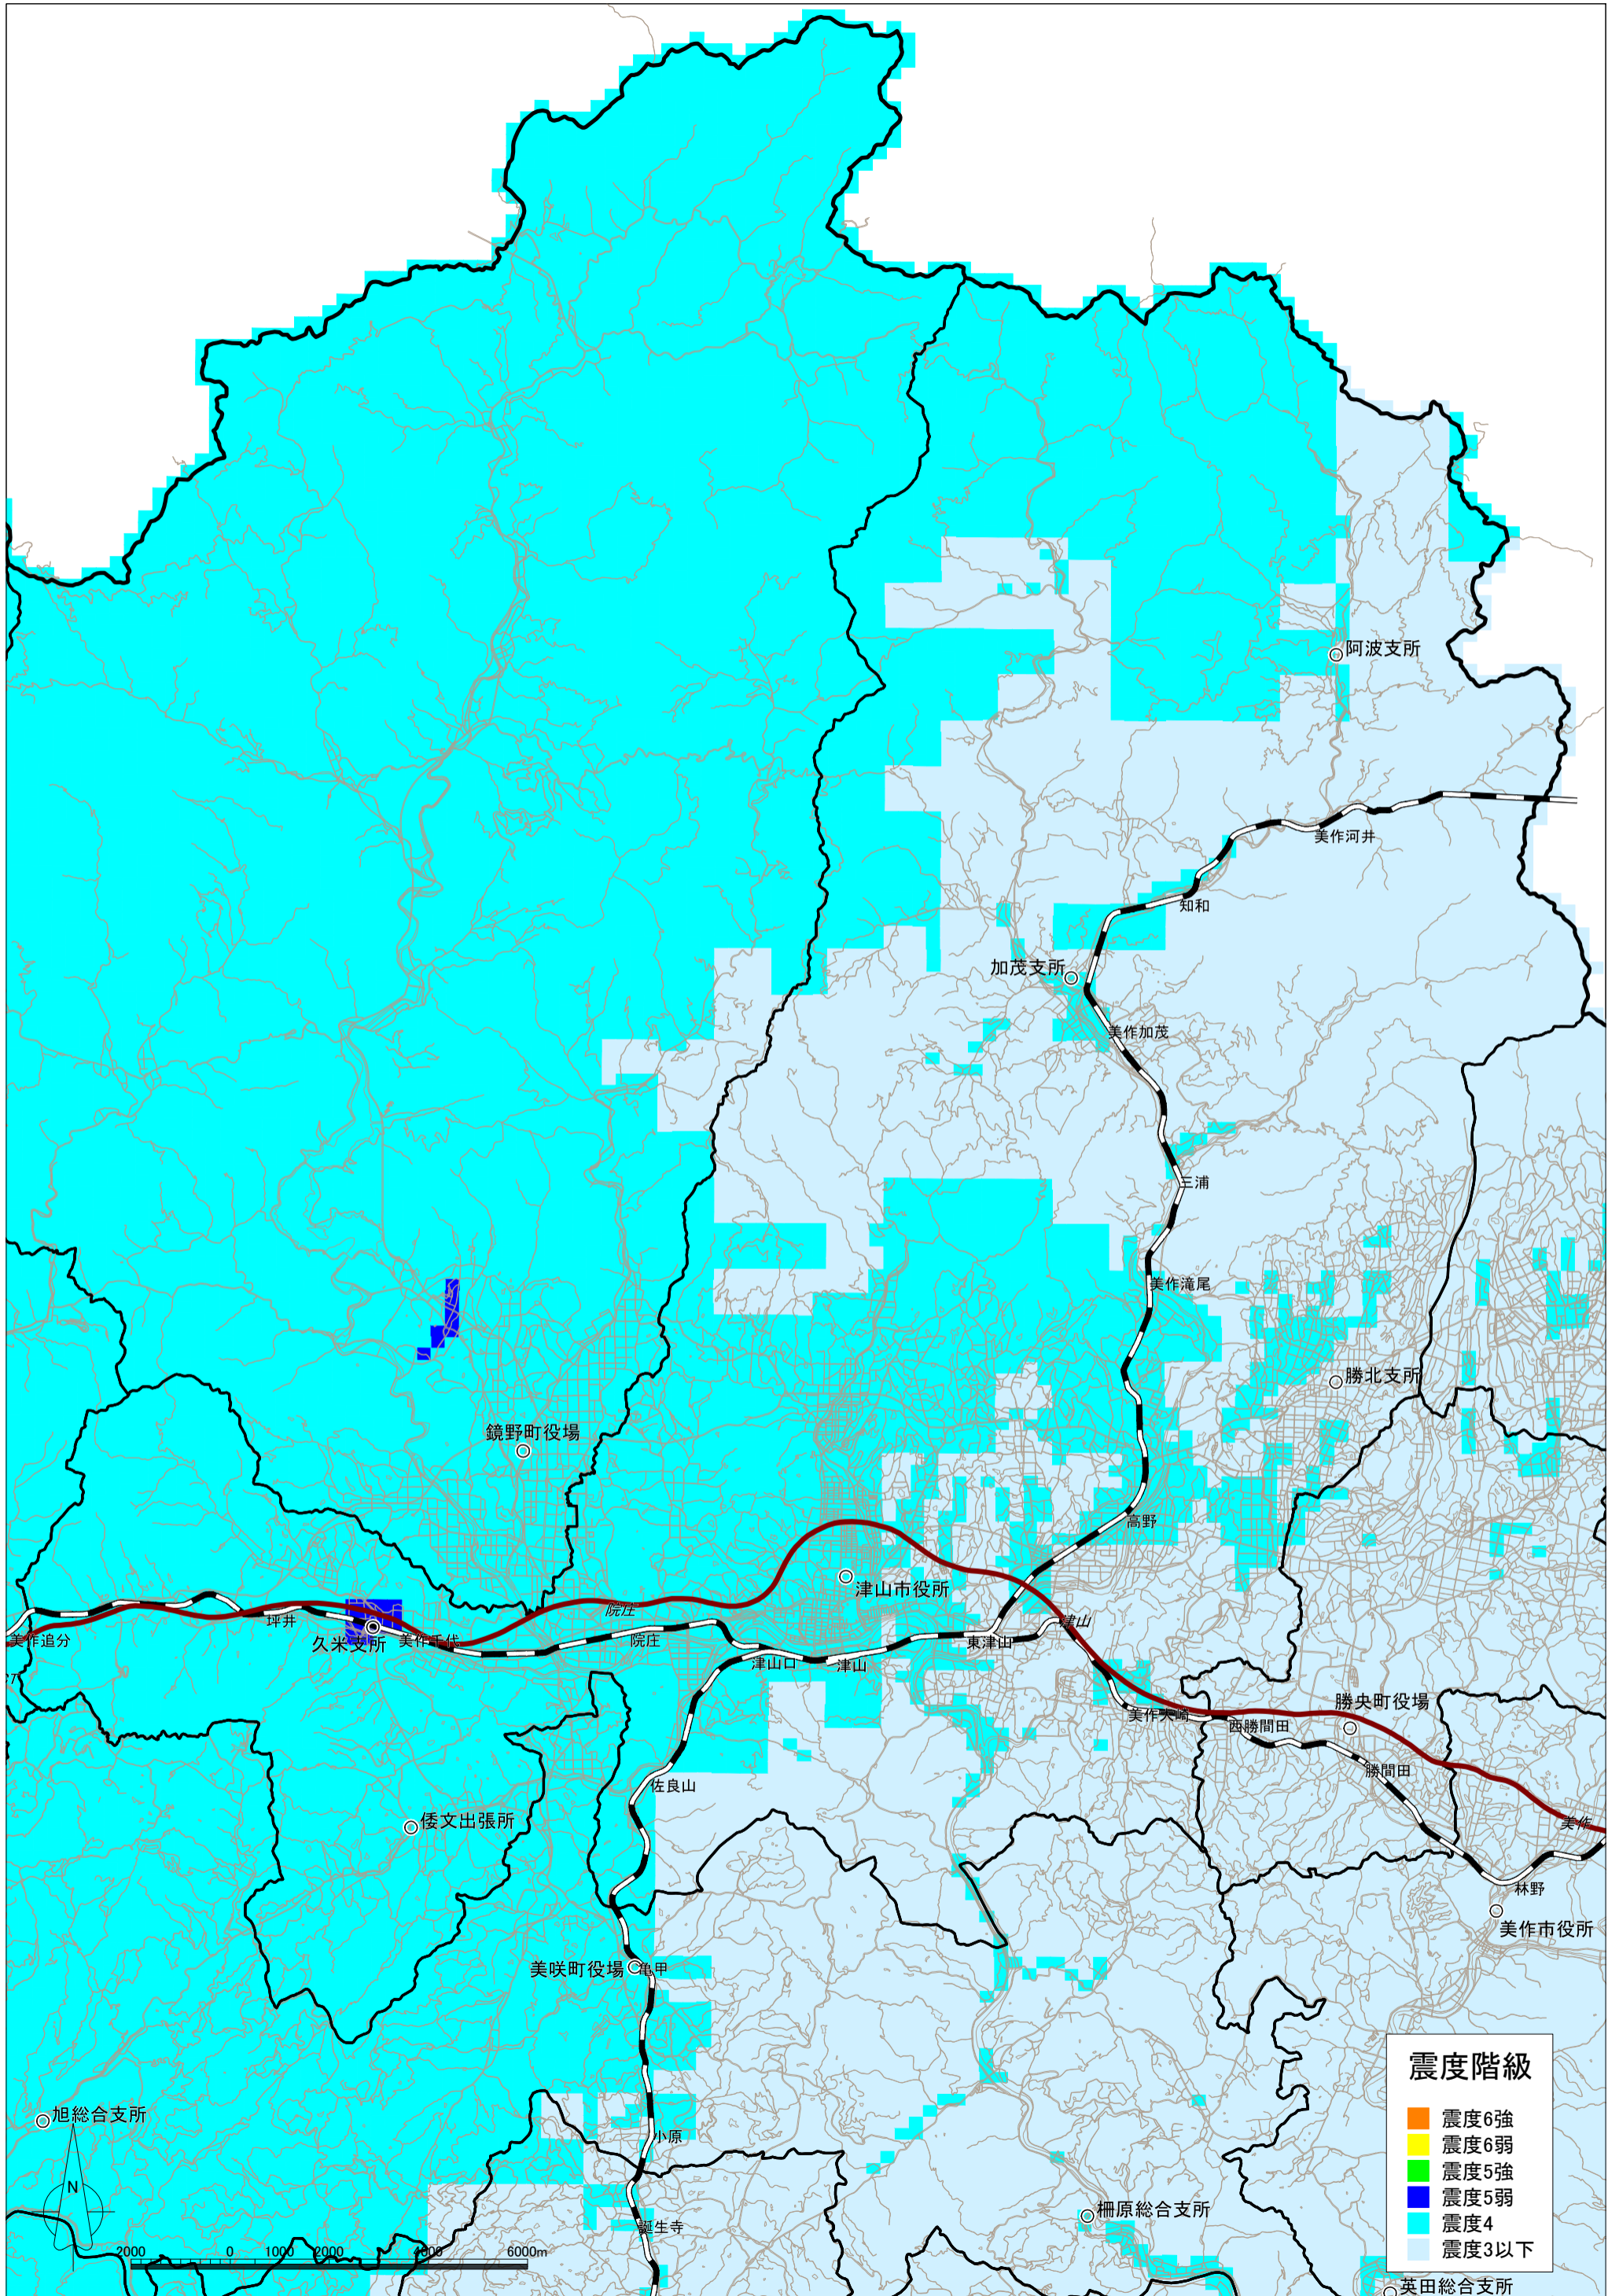 阿波支所
美作河井
知和
加茂支所
美作加茂
三浦
美作滝尾
勝北支所
鏡野町役場
高野
津山市役所
院庄
坪井
久米支所
美作千代
美作追分
院庄
東津山
津山
津山口
津山
勝央町役場
美作大崎
西勝間田
勝間田
佐良山
倭文出張所
美作
林野
美作市役所
美咲町役場
亀甲
旭総合支所
小原
柵原総合支所
誕生寺
英田総合支所
N
2000 0 1000 2000 4000 6000m
震度階級
震度6強
震度6弱
震度5強
震度5弱
震度4
震度3以下